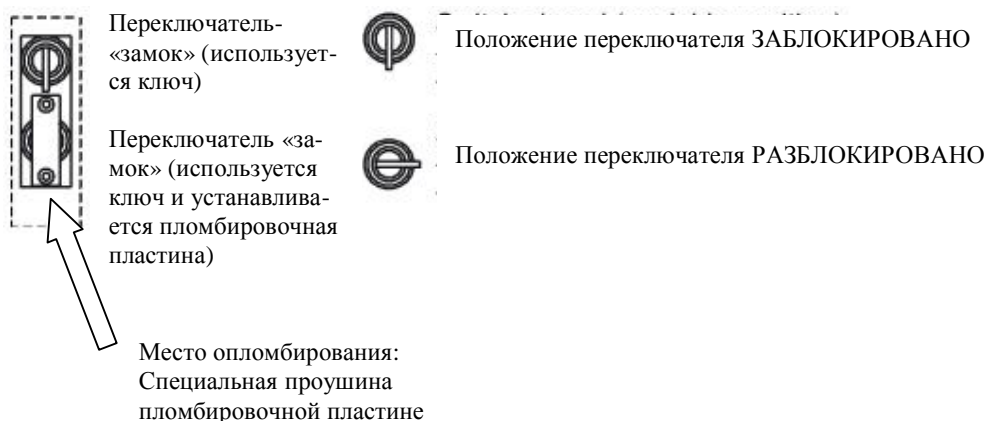 Переключатель-
«замок» (использует-
ся ключ)
Положение переключателя ЗАБЛОКИРОВАНО
Переключатель «за-
мок» (используется
ключ и устанавлива-
ется пломбировочная
пластина)
Положение переключателя РАЗБЛОКИРОВАНО
Место опломбирования:
Специальная проушина
пломбировочной пластине